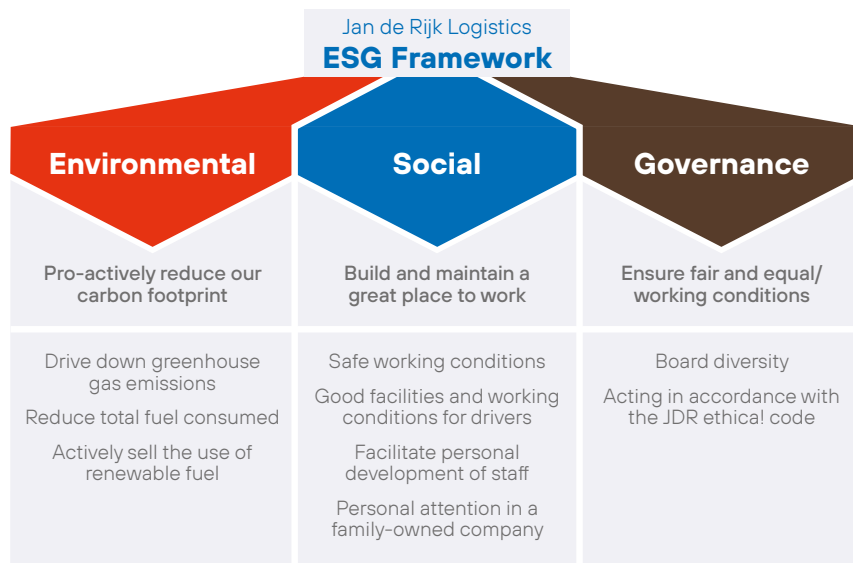 Jan de Rijk Logistics
ESG Framework
Environmental
Pro-actively reduce our
carbon footprint
Drive down greenhouse
gas emissions
Reduce total fuel consumed
Actively sell the use of
renewable fuel
Social
Build and maintain a
great place to work
Safe working conditions
Good facilities and working
conditions for drivers
Facilitate personal
development of staff
Personal attention in a
family-owned company
Governance
Ensure fair and equal/
working conditions
Board diversity
Acting in accordance with
the JDR ethica! code